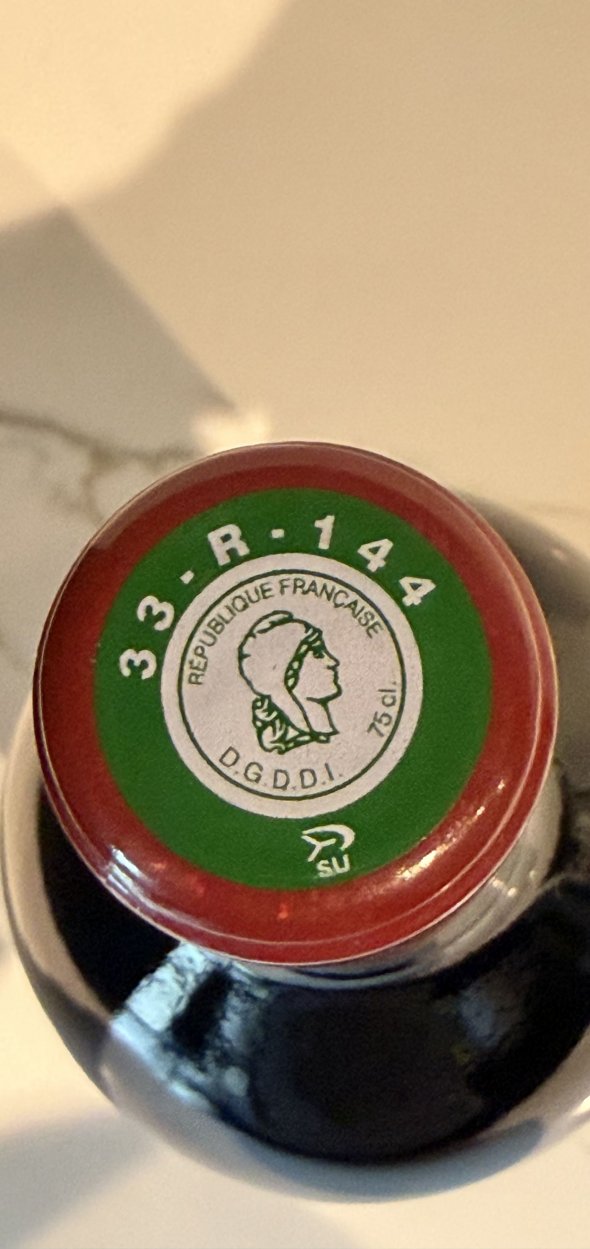 33-R-144
RÉPUBLIQUE FRANÇAISE
75 cl.
D.G.D.D.I.
SU